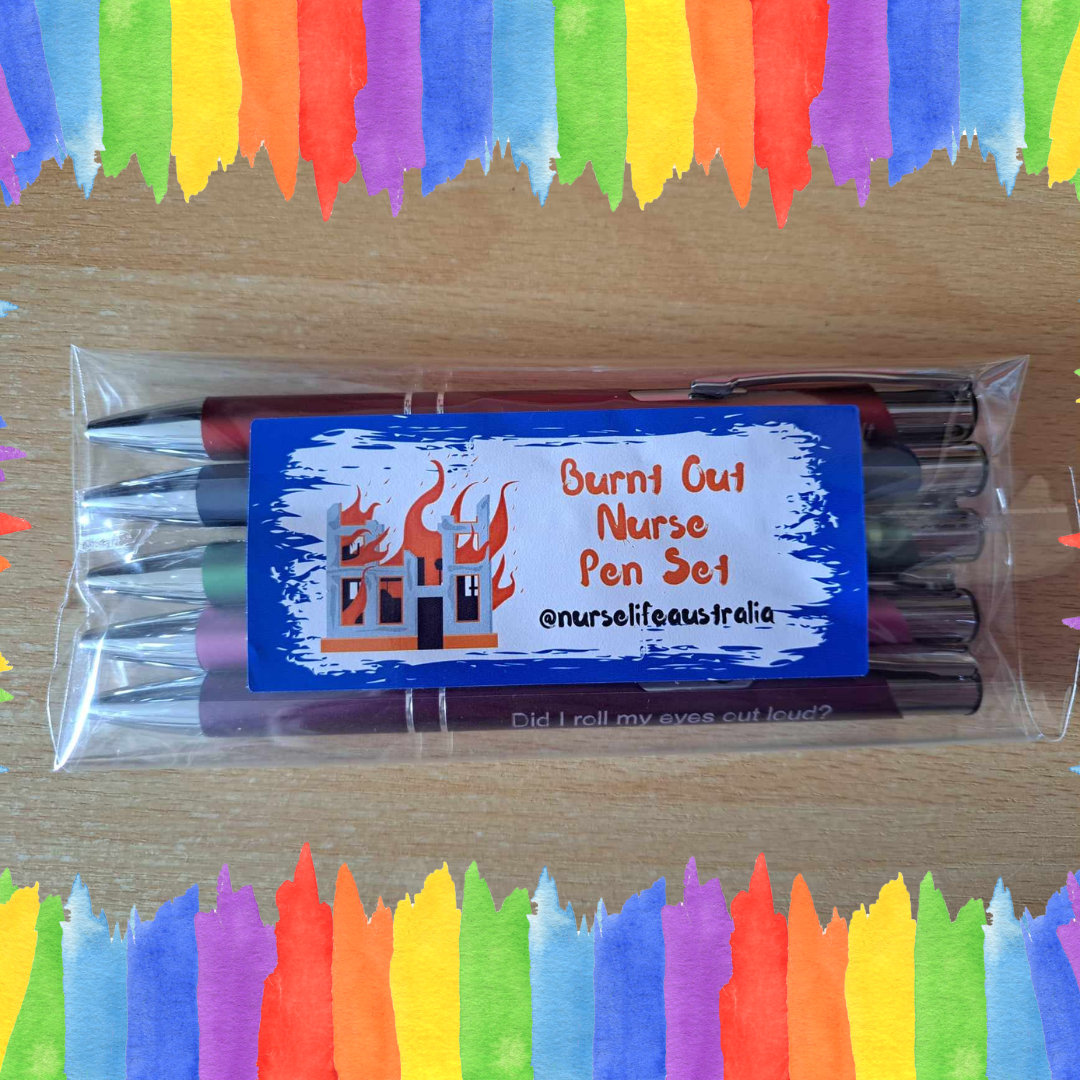 Burnt Out
Nurse
Pen Set
@nurselifeaustralia
Did I roll my eyes out loud?